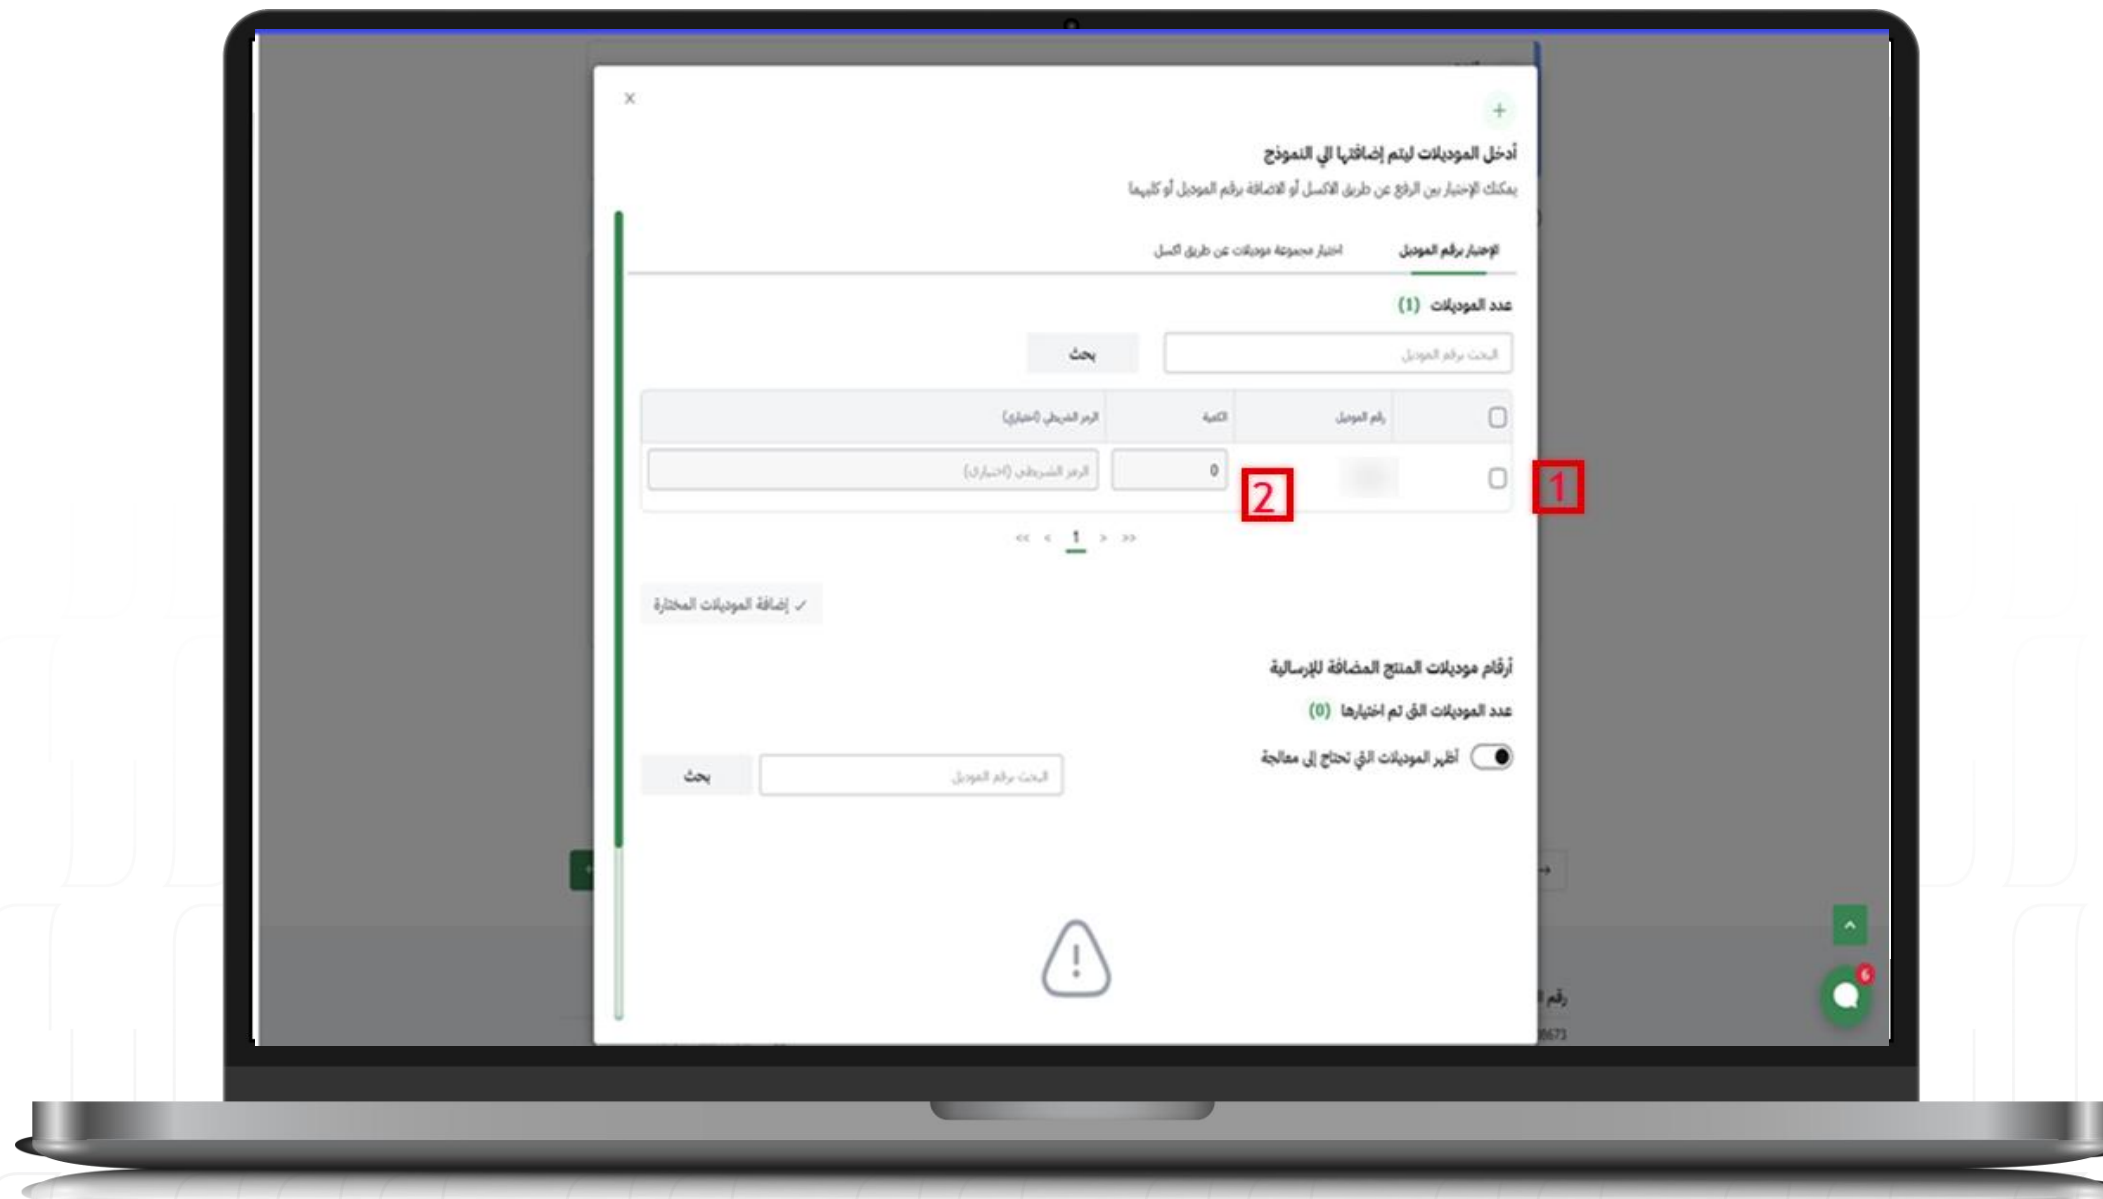 أدخل الموديلات ليتم إضافتها الي النموذج
يمكنك الإختيار بين الرفع عن طريق الاكسل أو الاضافة برقم الموديل أو كليهما
الإختيار برقم الموديل
اختيار مجموعة موديلات عن طريق اكسل
عدد الموديلات (1)
البحث برقم الموديل
بحث
رقم الموديل
الكمية
الرمز الشريطي (اختياري)
1
2
0
الرمز الشريطي (اختياري)
<< < 1 > >>
✓ إضافة الموديلات المختارة
أرقام موديلات المنتج المضافة للإرسالية
عدد الموديلات التي تم اختيارها (0)
أظهر الموديلات التي تحتاج إلى معالجة
البحث برقم الموديل
بحث
6
رقم